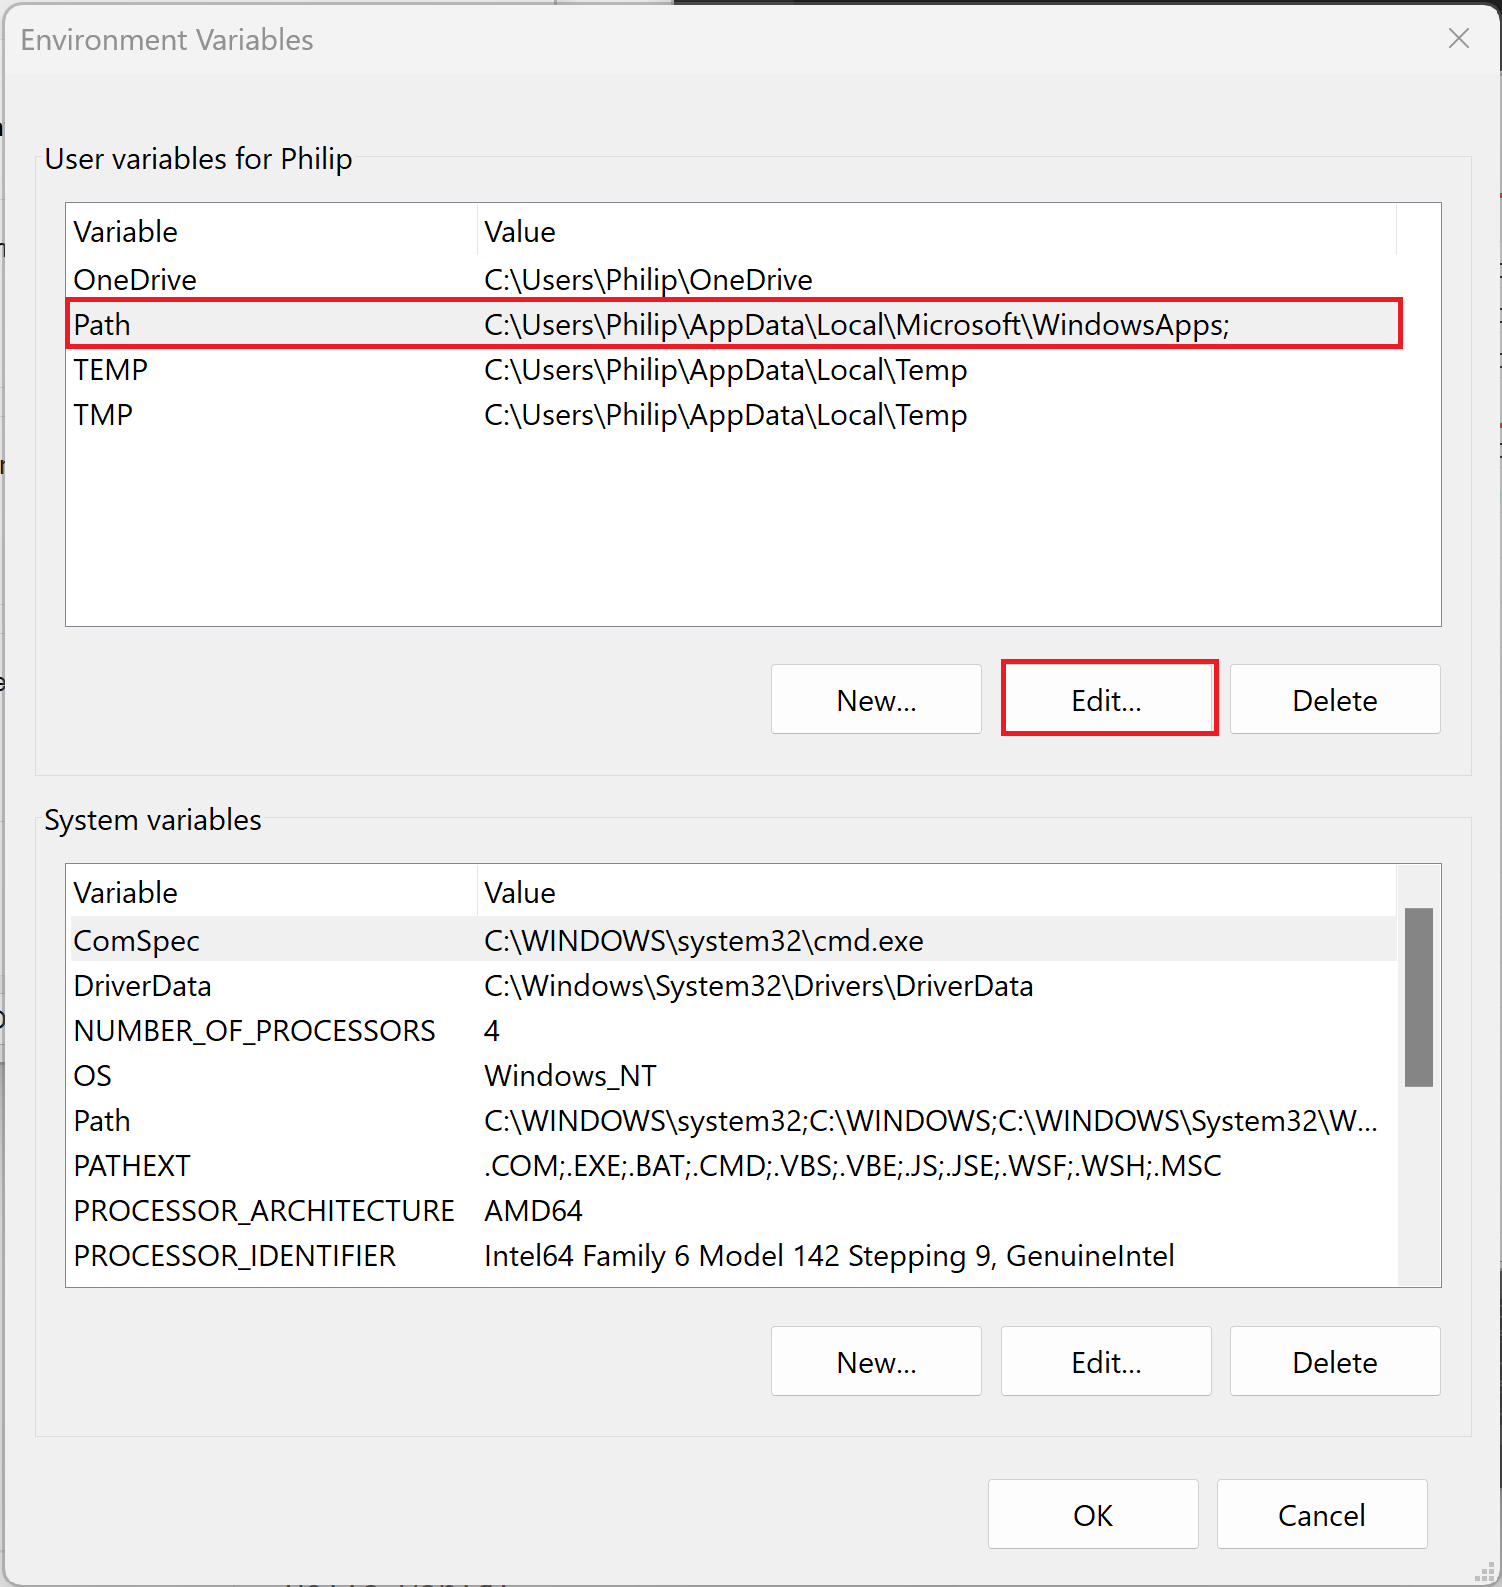 Environment Variables
User variables for Philip
Variable Value
OneDrive C:\Users\Philip\OneDrive
Path C:\Users\Philip\AppData\Local\Microsoft\WindowsApps;
TEMP C:\Users\Philip\AppData\Local\Temp
TMP C:\Users\Philip\AppData\Local\Temp
New... Edit... Delete
System variables
Variable Value
ComSpec C:\WINDOWS\system32\cmd.exe
DriverData C:\Windows\System32\Drivers\DriverData
NUMBER_OF_PROCESSORS 4
OS Windows_NT
Path C:\WINDOWS\system32;C:\WINDOWS;C:\WINDOWS\System32\W...
PATHEXT .COM;.EXE;.BAT;.CMD;.VBS;.VBE;.JS;.JSE;.WSF;.WSH;.MSC
PROCESSOR_ARCHITECTURE AMD64
PROCESSOR_IDENTIFIER Intel64 Family 6 Model 142 Stepping 9, GenuineIntel
New... Edit... Delete
OK Cancel